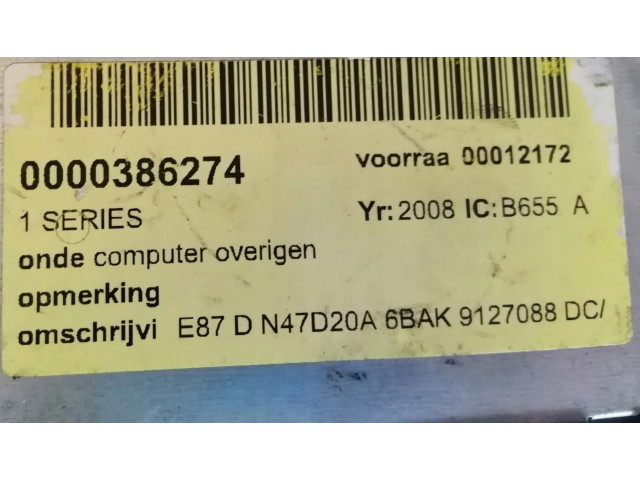 0000386274 voorraa 00012172
1 SERIES Yr: 2008 IC: B655 A
onde computer overigen
opmerking
omschrijvi E87 D N47D20A 6BAK 9127088 DC/